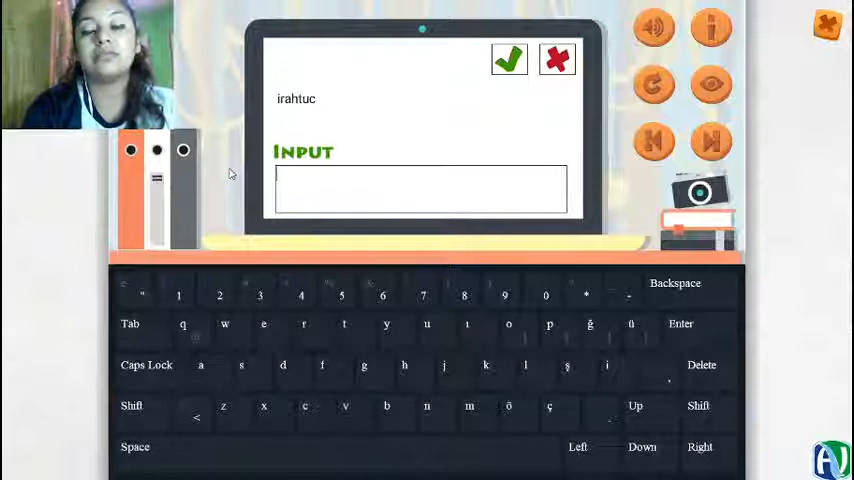 irahtuc
INPUT
" 1 2 3 4 5 6 7 8 9 0 * - Backspace
Tab q w e r t y u ı o p ğ ü Enter
Caps Lock a s d f g h j k l ş i , Delete
Shift < z x c v b n m ö ç . Up Shift
Space Left Down Right